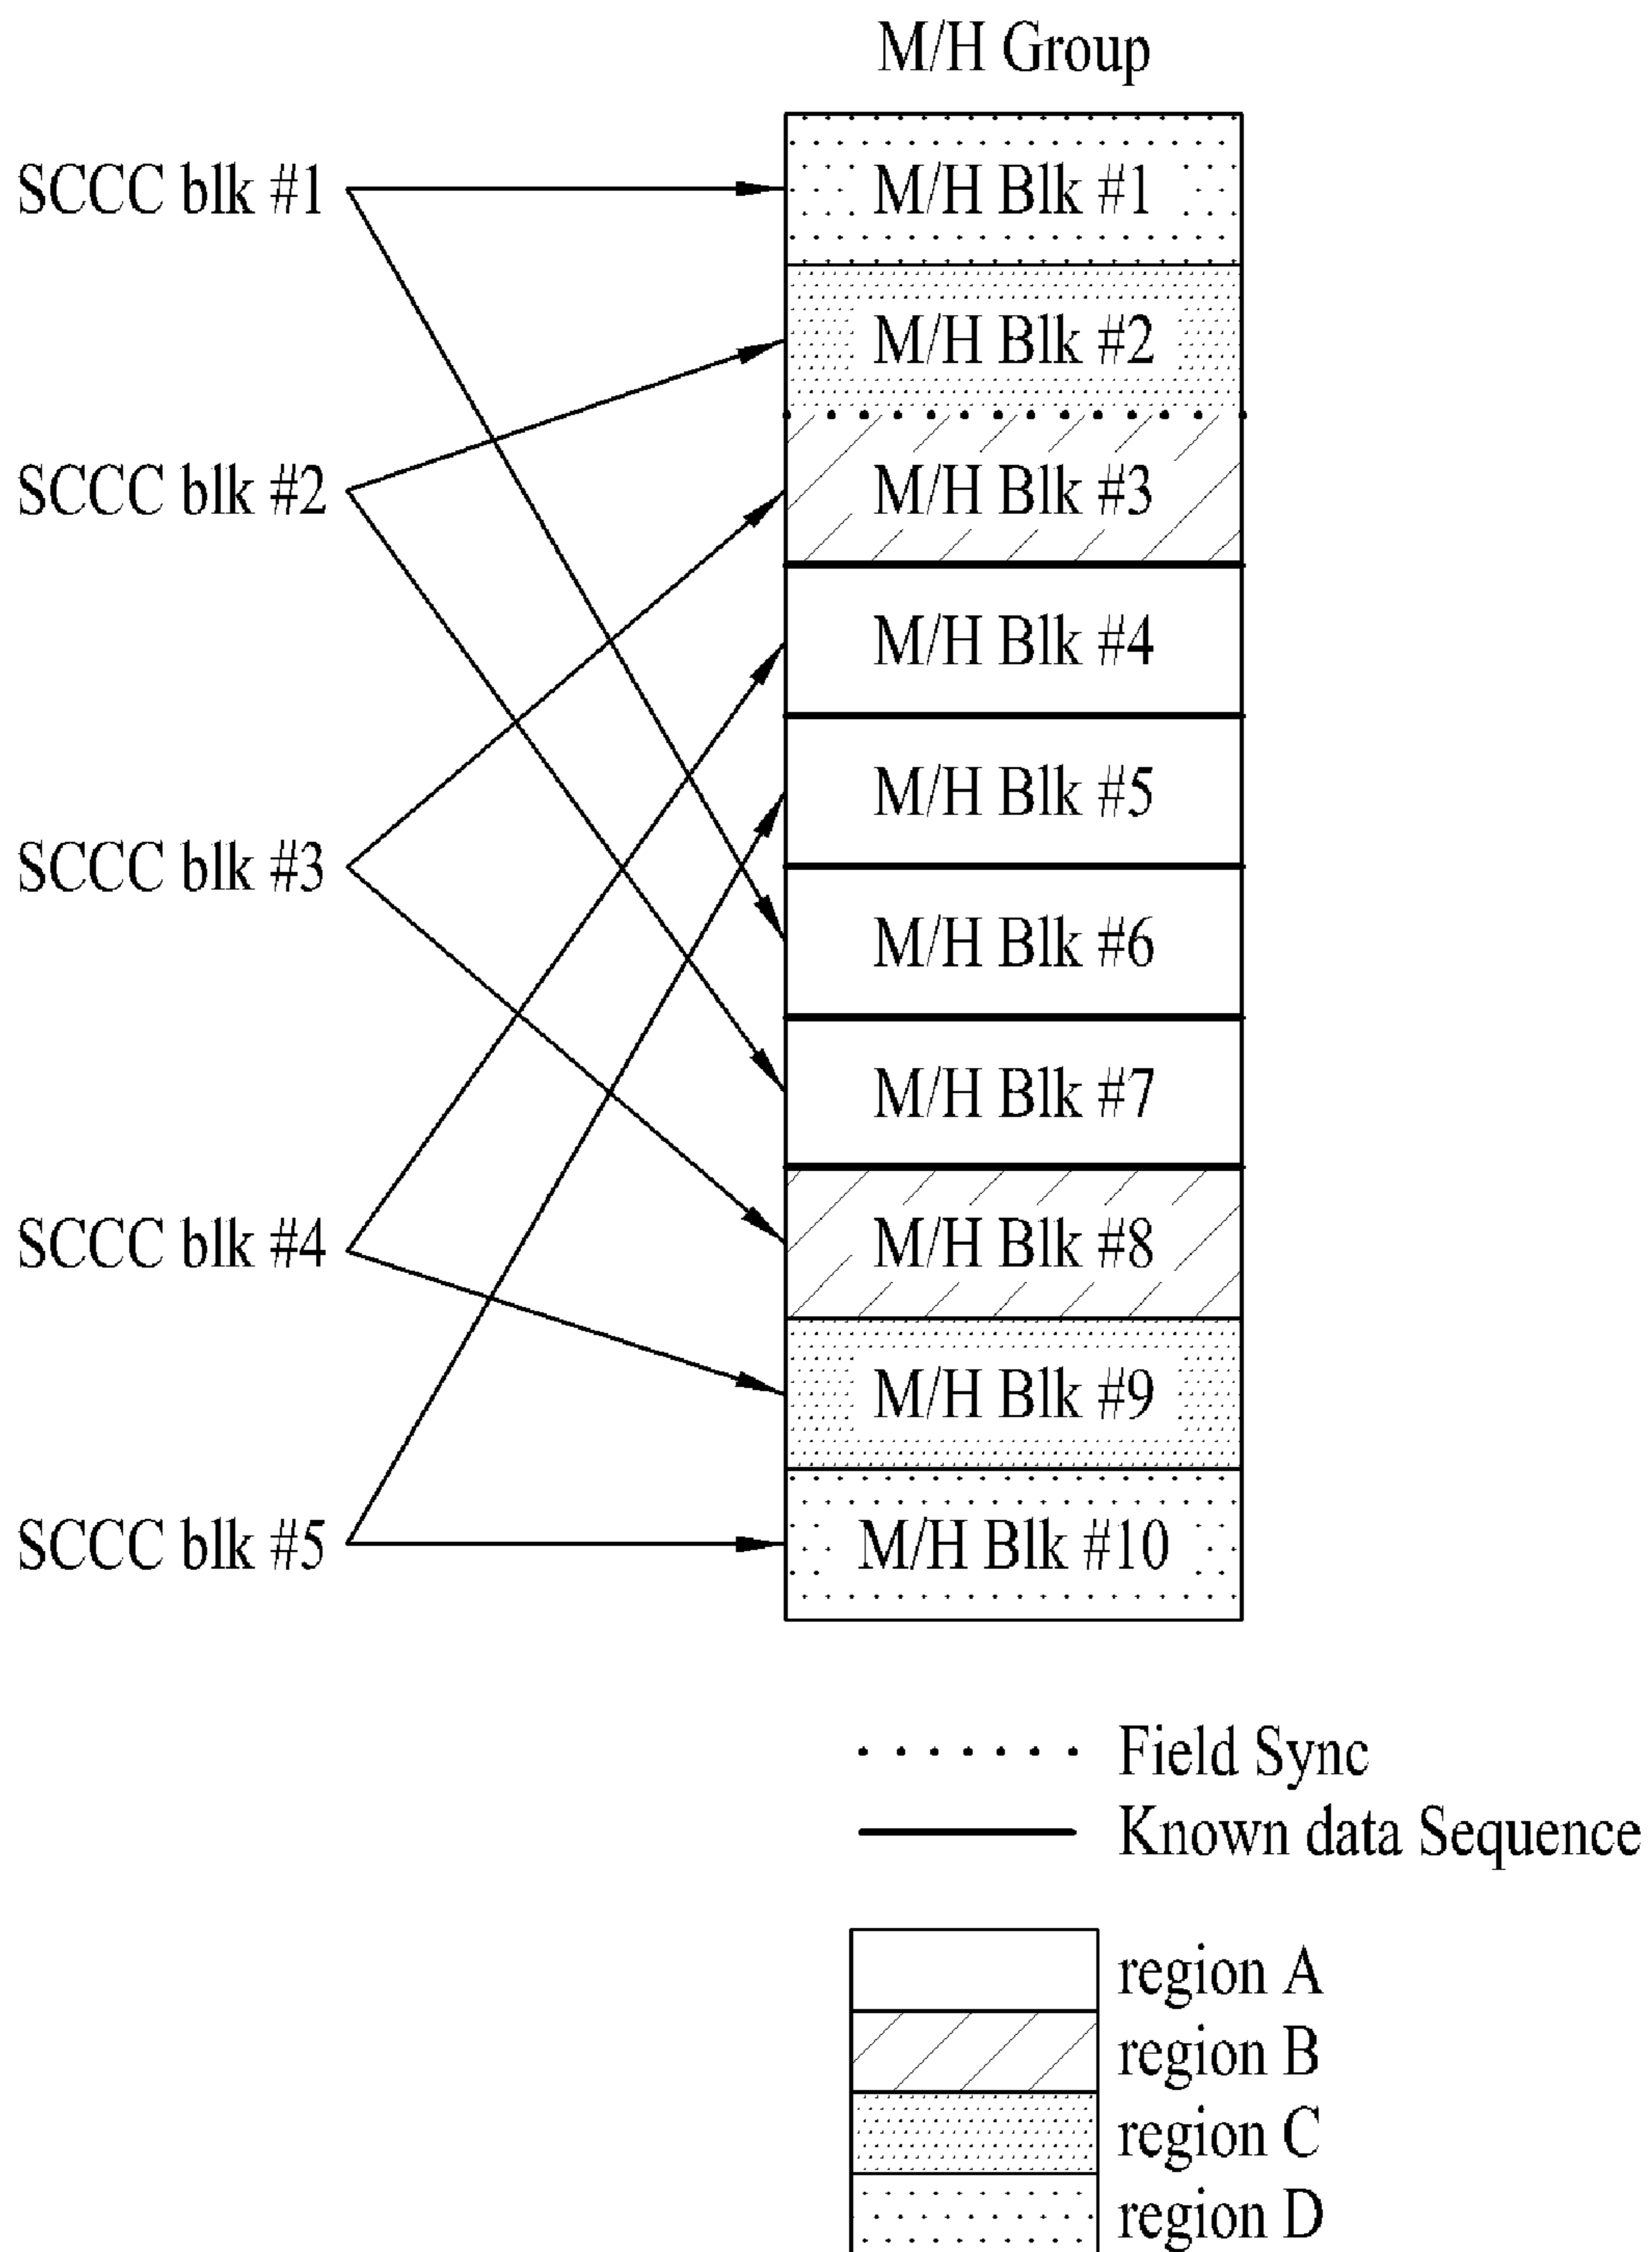 M/H Group
SCCC blk #1
M/H Blk #1
M/H Blk #2
SCCC blk #2
M/H Blk #3
M/H Blk #4
M/H Blk #5
SCCC blk #3
M/H Blk #6
M/H Blk #7
SCCC blk #4
M/H Blk #8
M/H Blk #9
SCCC blk #5
M/H Blk #10
Field Sync
Known data Sequence
region A
region B
region C
region D